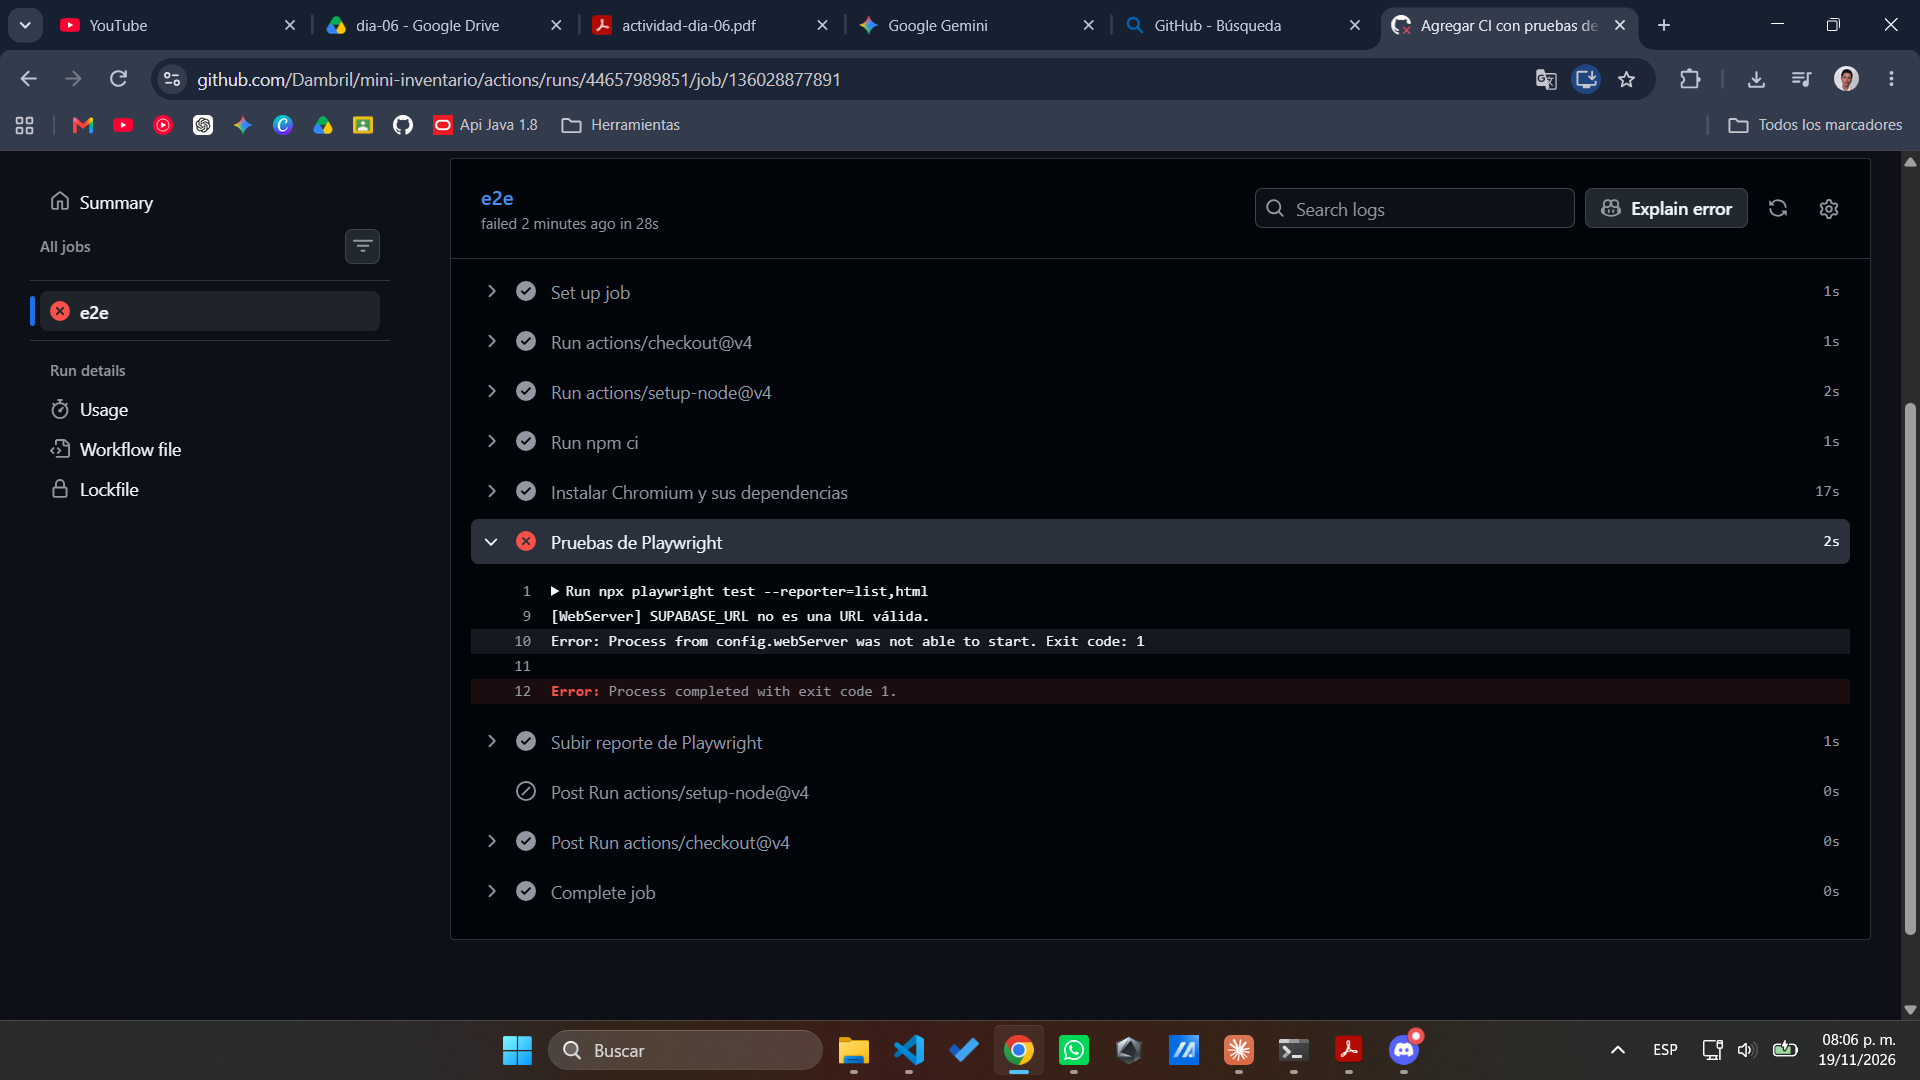 YouTube
dia-06 - Google Drive
actividad-dia-06.pdf
Google Gemini
GitHub - Búsqueda
Agregar CI con pruebas de
github.com/Dambril/mini-inventario/actions/runs/44657989851/job/136028877891
Api Java 1.8
Herramientas
Todos los marcadores
Summary
All jobs
e2e
Run details
Usage
Workflow file
Lockfile
e2e
failed 2 minutes ago in 28s
Search logs
Explain error
Set up job 1s
Run actions/checkout@v4 1s
Run actions/setup-node@v4 2s
Run npm ci 1s
Instalar Chromium y sus dependencias 17s
Pruebas de Playwright 2s
1 Run npx playwright test --reporter=list,html
9 [WebServer] SUPABASE_URL no es una URL válida.
10 Error: Process from config.webServer was not able to start. Exit code: 1
11
12 Error: Process completed with exit code 1.
Subir reporte de Playwright 1s
Post Run actions/setup-node@v4 0s
Post Run actions/checkout@v4 0s
Complete job 0s
Buscar
ESP
08:06 p. m.
19/11/2026